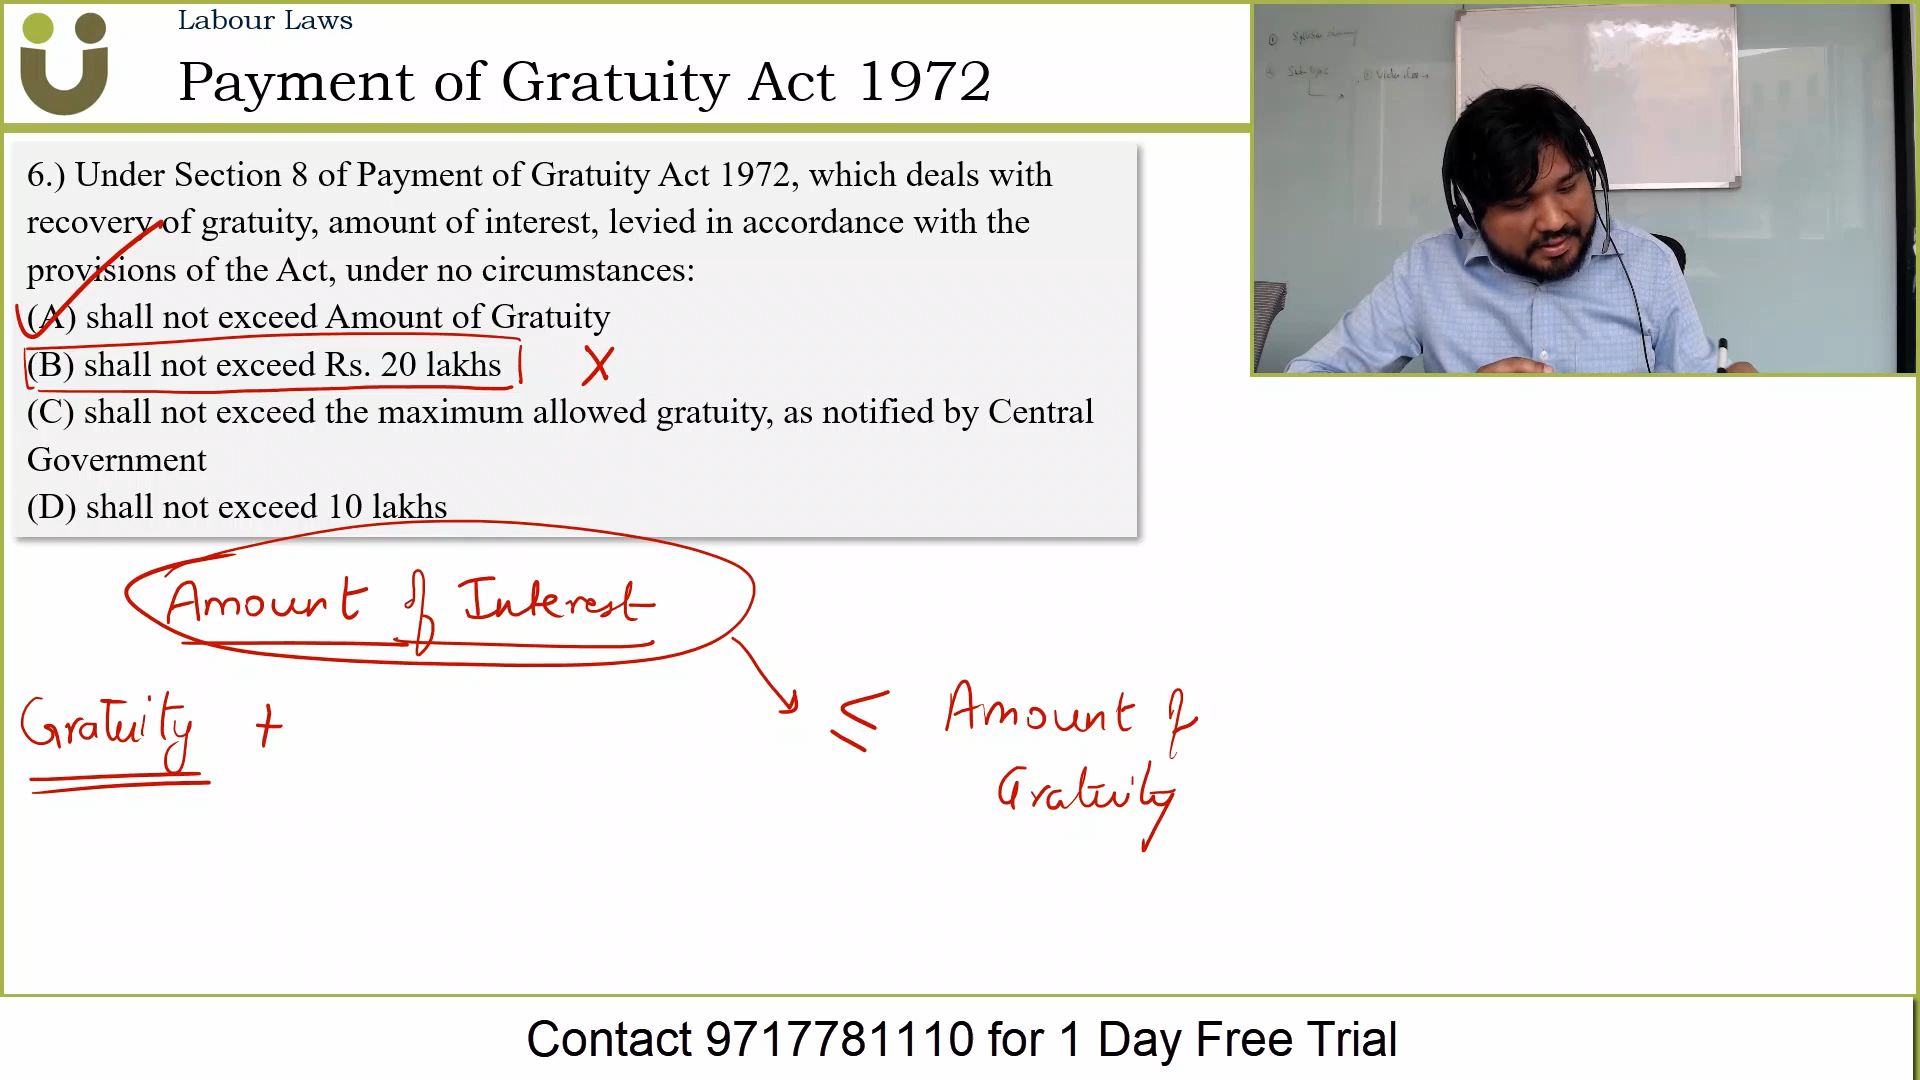 Labour Laws
Payment of Gratuity Act 1972
6.) Under Section 8 of Payment of Gratuity Act 1972, which deals with
recovery of gratuity, amount of interest, levied in accordance with the
provisions of the Act, under no circumstances:
(A) shall not exceed Amount of Gratuity
(B) shall not exceed Rs. 20 lakhs X
(C) shall not exceed the maximum allowed gratuity, as notified by Central
Government
(D) shall not exceed 10 lakhs
Amount of Interest
Gratuity + ≤ Amount of
Gratuity
Contact 9717781110 for 1 Day Free Trial